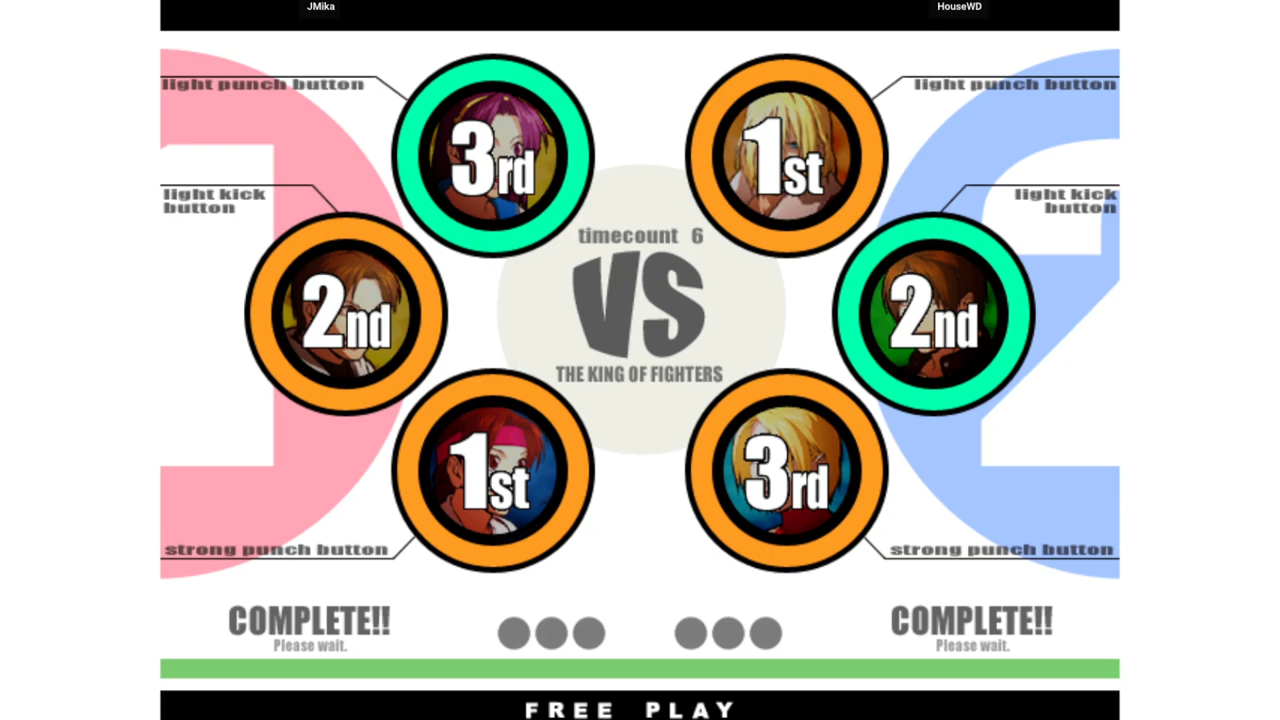 JMika
HouseWD
light punch button
light punch button
3rd
1st
light kick
button
light kick
button
timecount 6
VS
THE KING OF FIGHTERS
2nd
2nd
1st
3rd
strong punch button
strong punch button
COMPLETE!!
Please wait.
COMPLETE!!
Please wait.
FREE PLAY
1
2